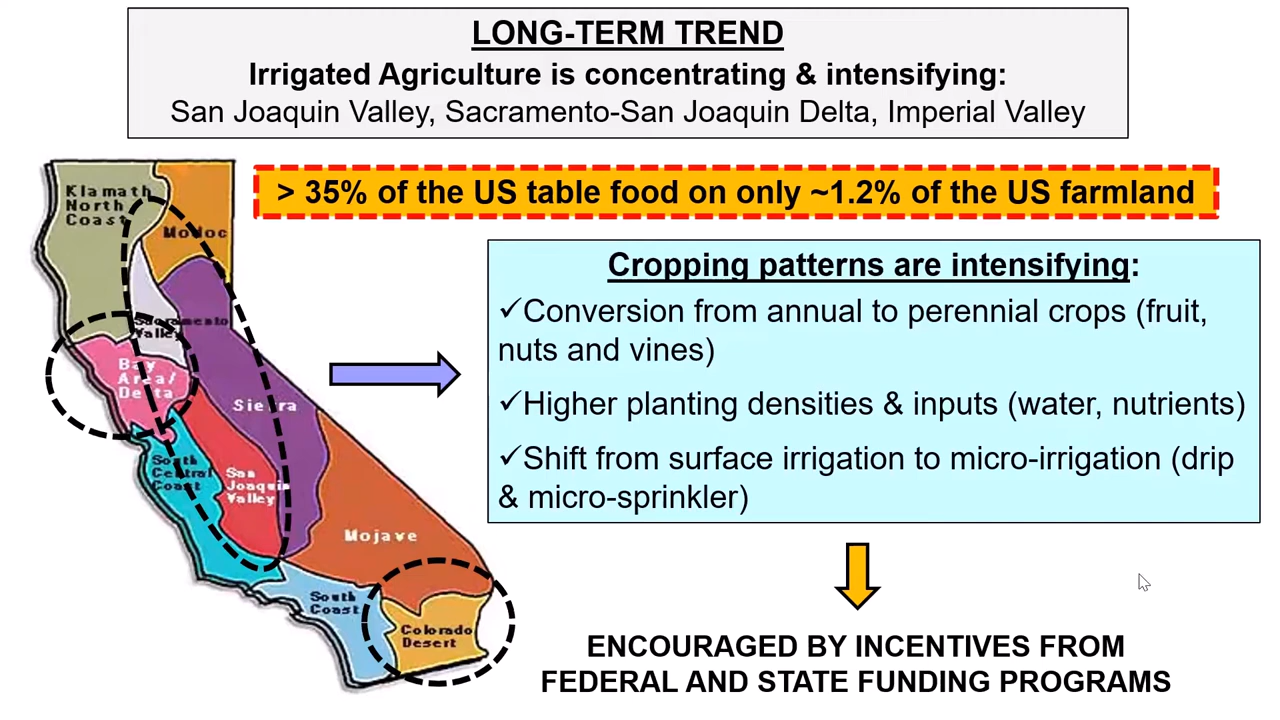 LONG-TERM TREND
Irrigated Agriculture is concentrating & intensifying:
San Joaquin Valley, Sacramento-San Joaquin Delta, Imperial Valley
> 35% of the US table food on only ~1.2% of the US farmland
Klamath
North
Coast
Modoc
Sacramento
Valley
Bay
Area/
Delta
Sierra
South
Central
Coast
San
Joaquin
Valley
Mojave
South
Coast
Colorado
Desert
Cropping patterns are intensifying:
✓Conversion from annual to perennial crops (fruit,
nuts and vines)
✓Higher planting densities & inputs (water, nutrients)
✓Shift from surface irrigation to micro-irrigation (drip
& micro-sprinkler)
ENCOURAGED BY INCENTIVES FROM
FEDERAL AND STATE FUNDING PROGRAMS